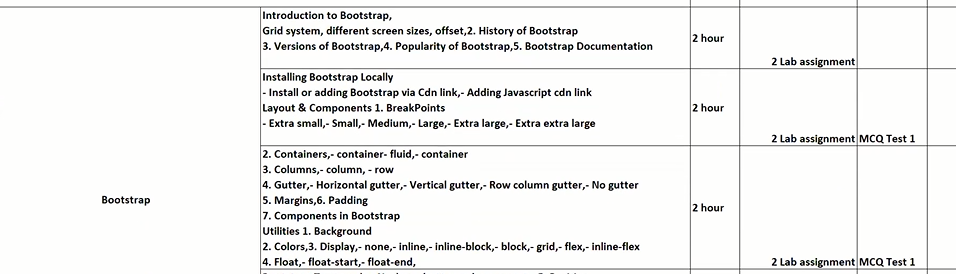 Introduction to Bootstrap,
Grid system, different screen sizes, offset,2. History of Bootstrap
3. Versions of Bootstrap,4. Popularity of Bootstrap,5. Bootstrap Documentation
2 hour
2 Lab assignment
Installing Bootstrap Locally
- Install or adding Bootstrap via Cdn link,- Adding Javascript cdn link
Layout & Components 1. BreakPoints
- Extra small,- Small,- Medium,- Large,- Extra large,- Extra extra large
2 hour
2 Lab assignment MCQ Test 1
Bootstrap
2. Containers,- container- fluid,- container
3. Columns,- column, - row
4. Gutter,- Horizontal gutter,- Vertical gutter,- Row column gutter,- No gutter
5. Margins,6. Padding
7. Components in Bootstrap
Utilities 1. Background
2. Colors,3. Display,- none,- inline,- inline-block,- block,- grid,- flex,- inline-flex
4. Float,- float-start,- float-end,
2 hour
2 Lab assignment MCQ Test 1